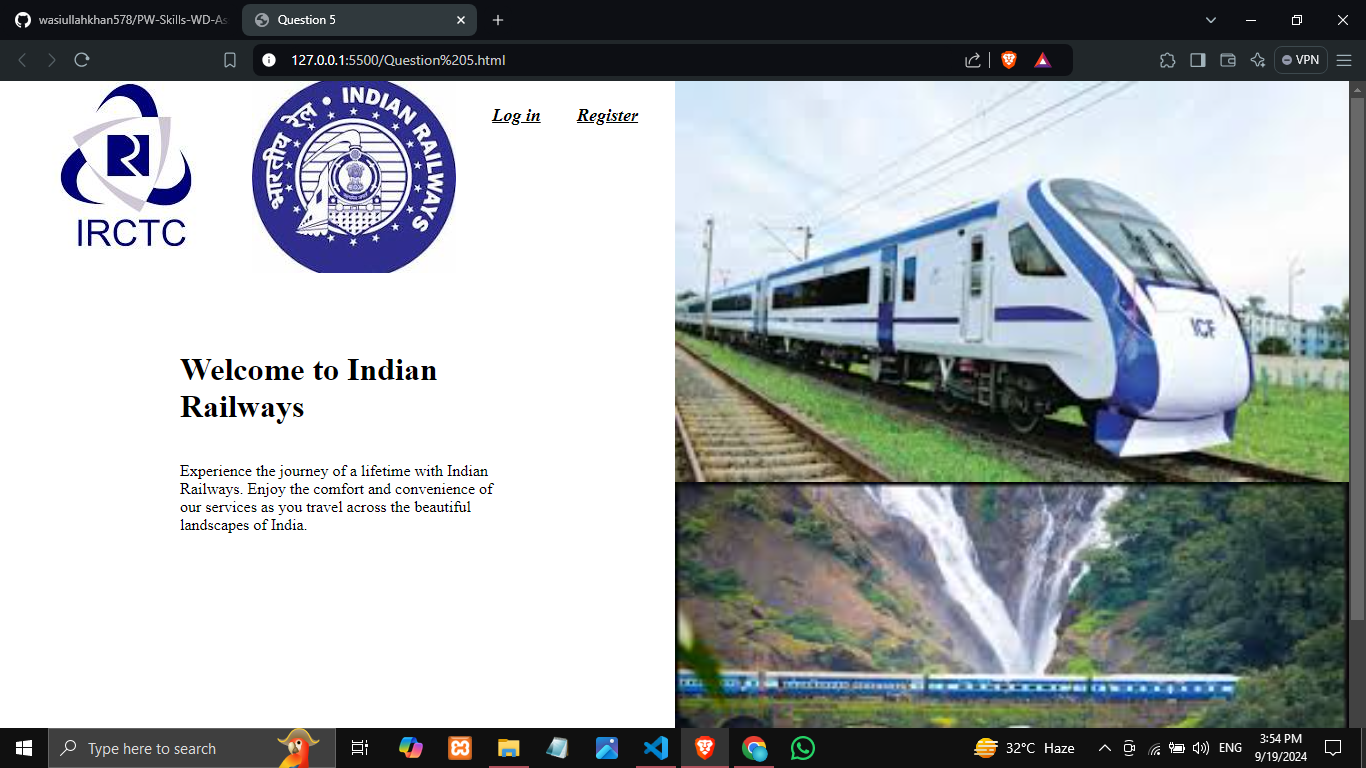 wasiullahkhan578/PW-Skills-WD-As
Question 5
127.0.0.1:5500/Question%205.html
VPN
IRCTC
भारतीय रेल • INDIAN RAILWAYS
Log in
Register
ICF
Welcome to Indian
Railways
Experience the journey of a lifetime with Indian
Railways. Enjoy the comfort and convenience of
our services as you travel across the beautiful
landscapes of India.
Type here to search
32°C Haze
ENG
3:54 PM
9/19/2024